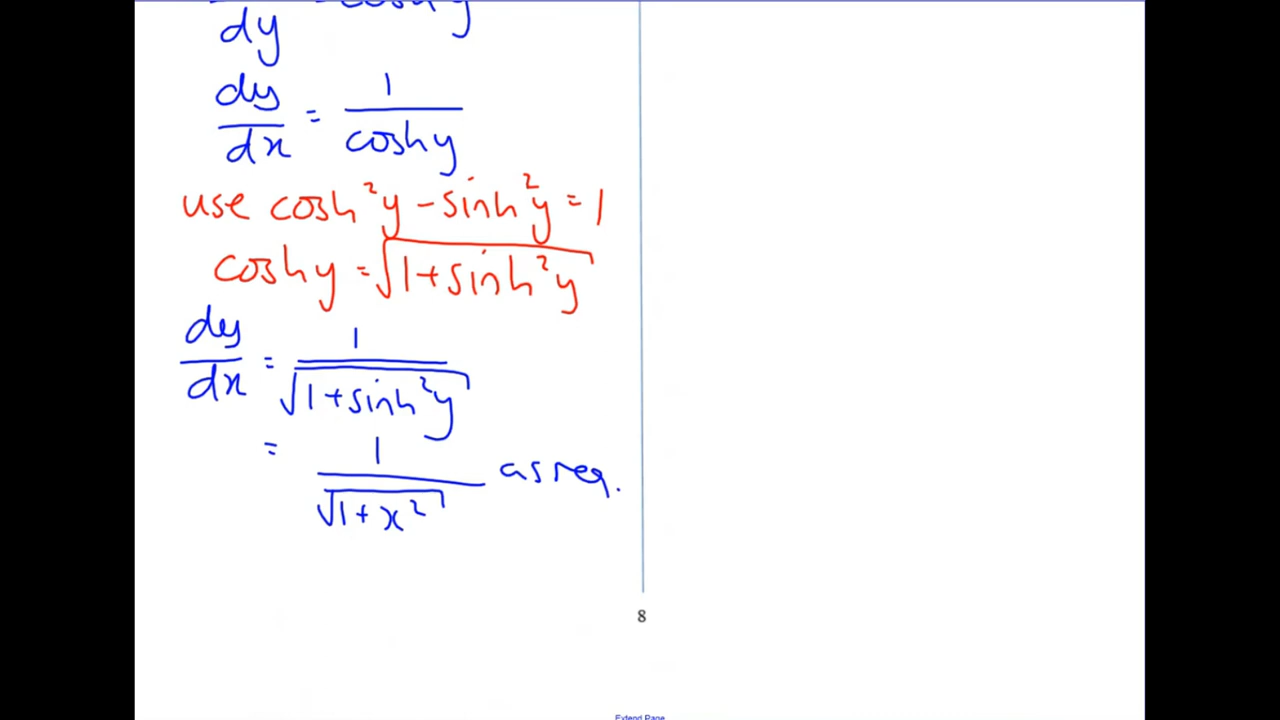 dy
dy/dx = 1/cosh y
use cosh²y - sinh²y = 1
cosh y = √(1+sinh²y)
dy/dx = 1/√(1+sinh²y)
= 1/√(1+x²) as req.
8
Extend Page